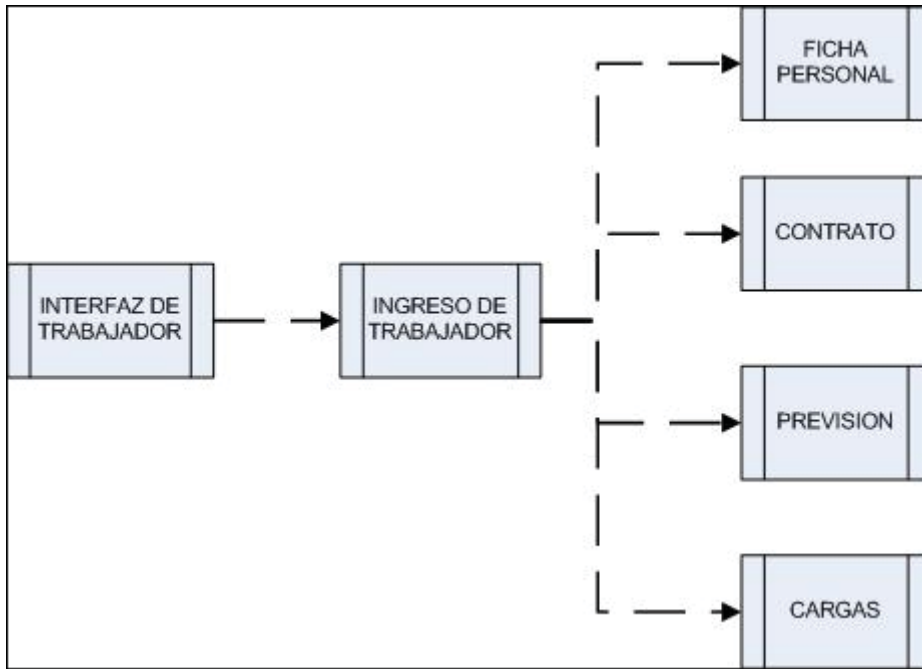 FICHA
PERSONAL
CONTRATO
INTERFAZ DE
TRABAJADOR
INGRESO DE
TRABAJADOR
PREVISION
CARGAS